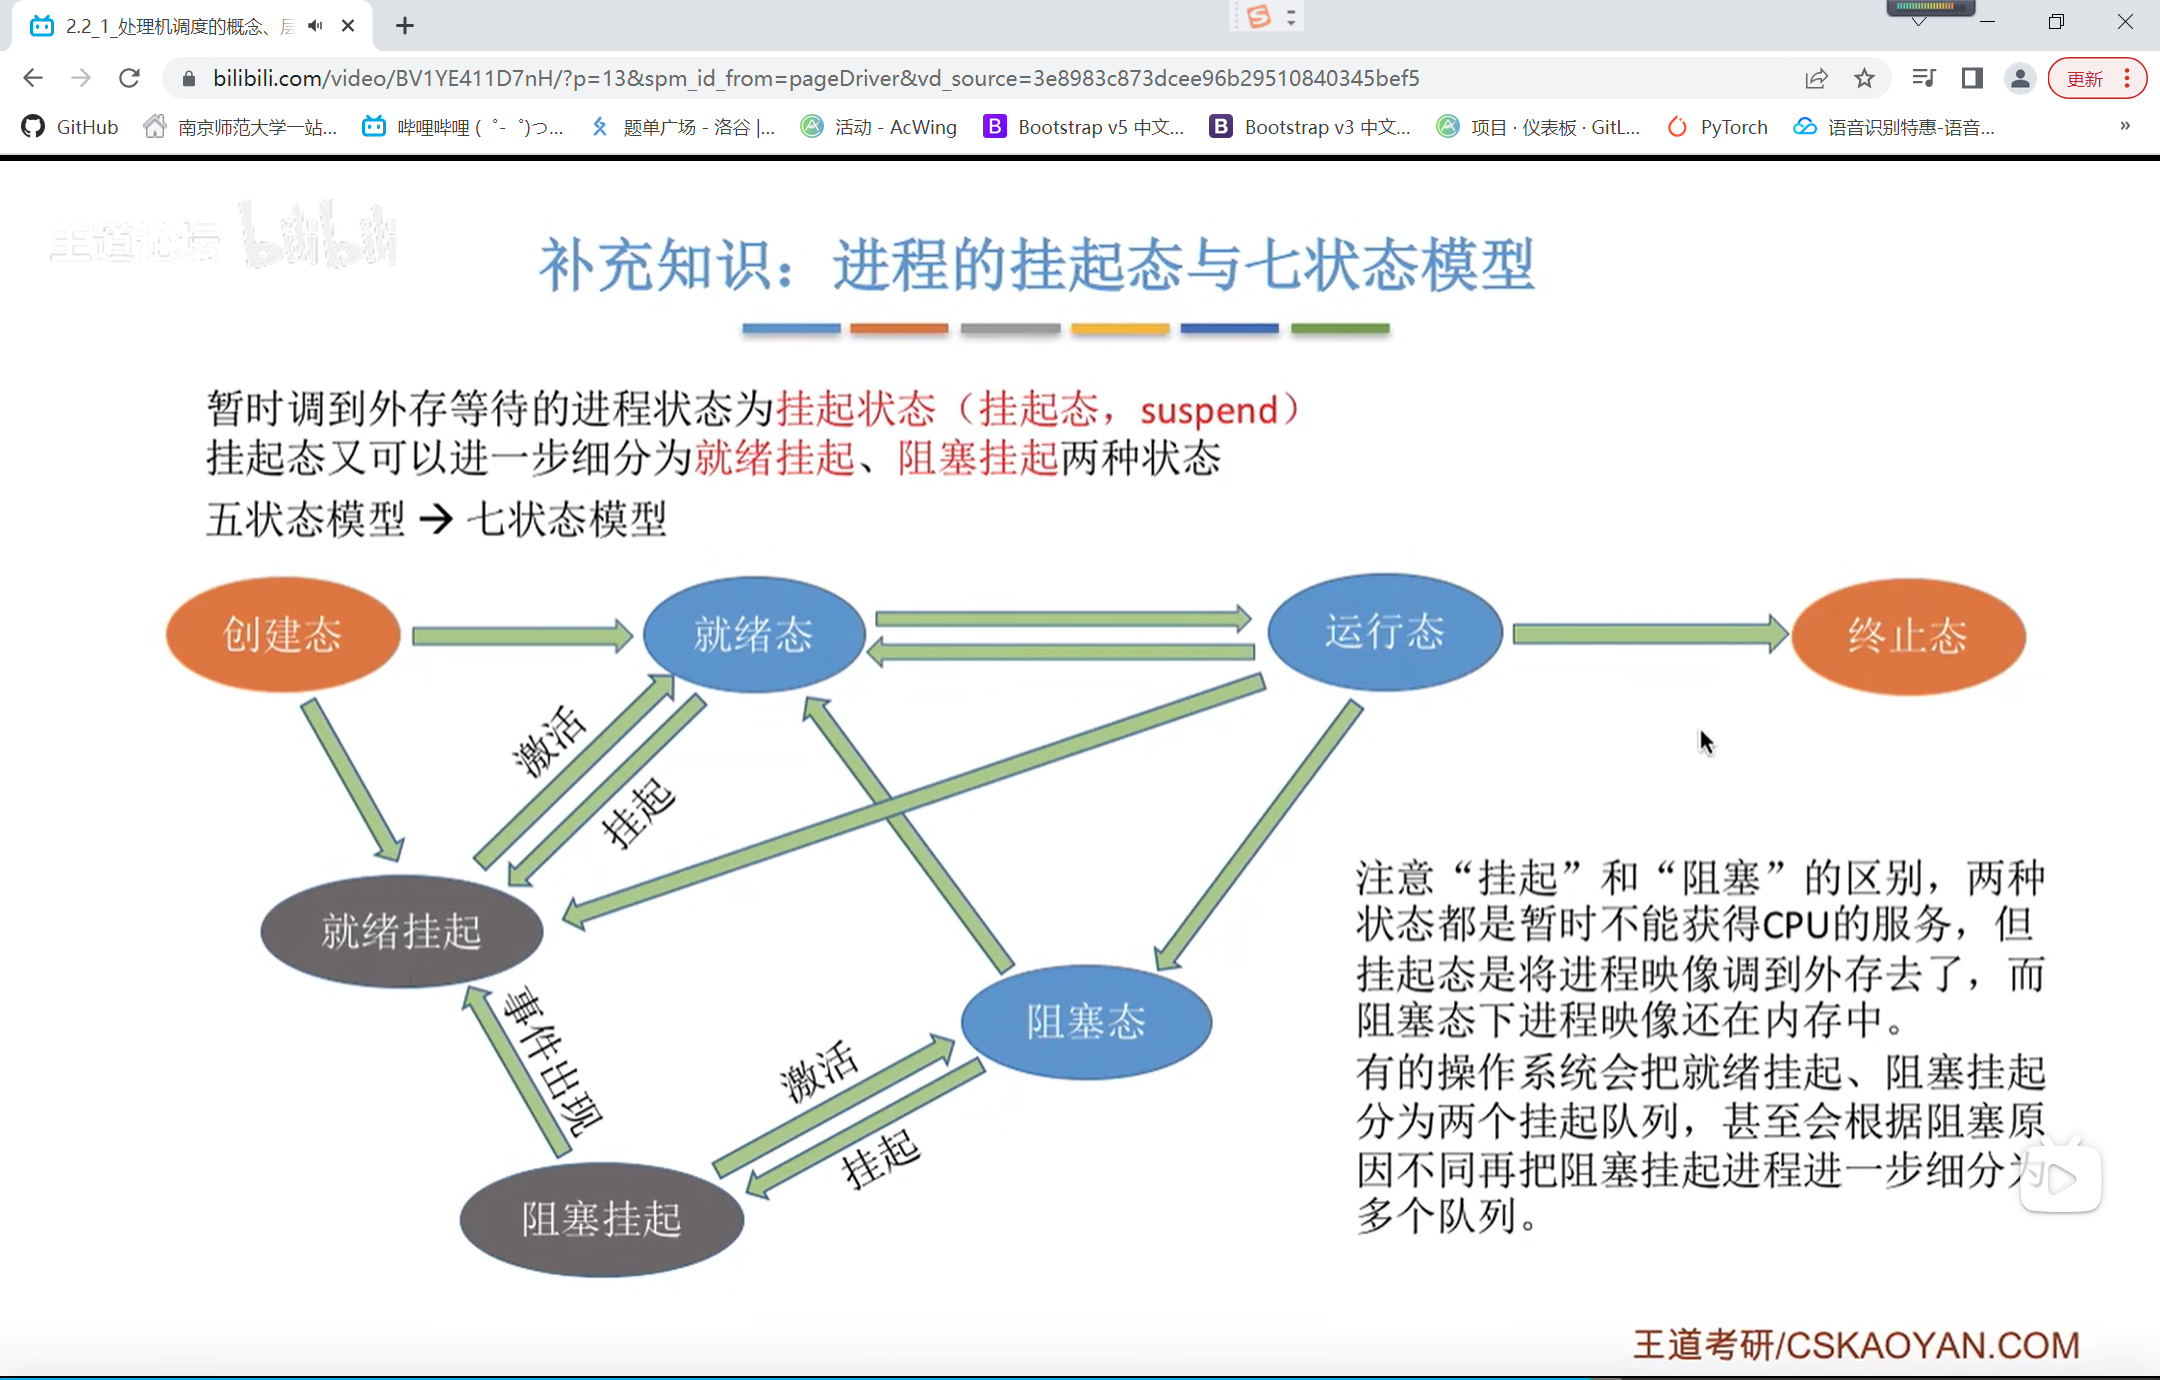 2.2_1_处理机调度的概念、层
bilibili.com/video/BV1YE411D7nH/?p=13&spm_id_from=pageDriver&vd_source=3e8983c873dcee96b29510840345bef5
更新
GitHub
南京师范大学一站...
哔哩哔哩 (゜-゜)つ...
题单广场 - 洛谷 |...
活动 - AcWing
Bootstrap v5 中文...
Bootstrap v3 中文...
项目 · 仪表板 · GitL...
PyTorch
语音识别特惠-语音...
»
王道论坛 bilibili
补充知识：进程的挂起态与七状态模型
暂时调到外存等待的进程状态为挂起状态（挂起态，suspend）
挂起态又可以进一步细分为就绪挂起、阻塞挂起两种状态
五状态模型 → 七状态模型
创建态
就绪态
运行态
终止态
激活
挂起
就绪挂起
事件出现
阻塞态
激活
挂起
阻塞挂起
注意“挂起”和“阻塞”的区别，两种
状态都是暂时不能获得CPU的服务，但
挂起态是将进程映像调到外存去了，而
阻塞态下进程映像还在内存中。
有的操作系统会把就绪挂起、阻塞挂起
分为两个挂起队列，甚至会根据阻塞原
因不同再把阻塞挂起进程进一步细分为
多个队列。
王道考研/CSKAOYAN.COM